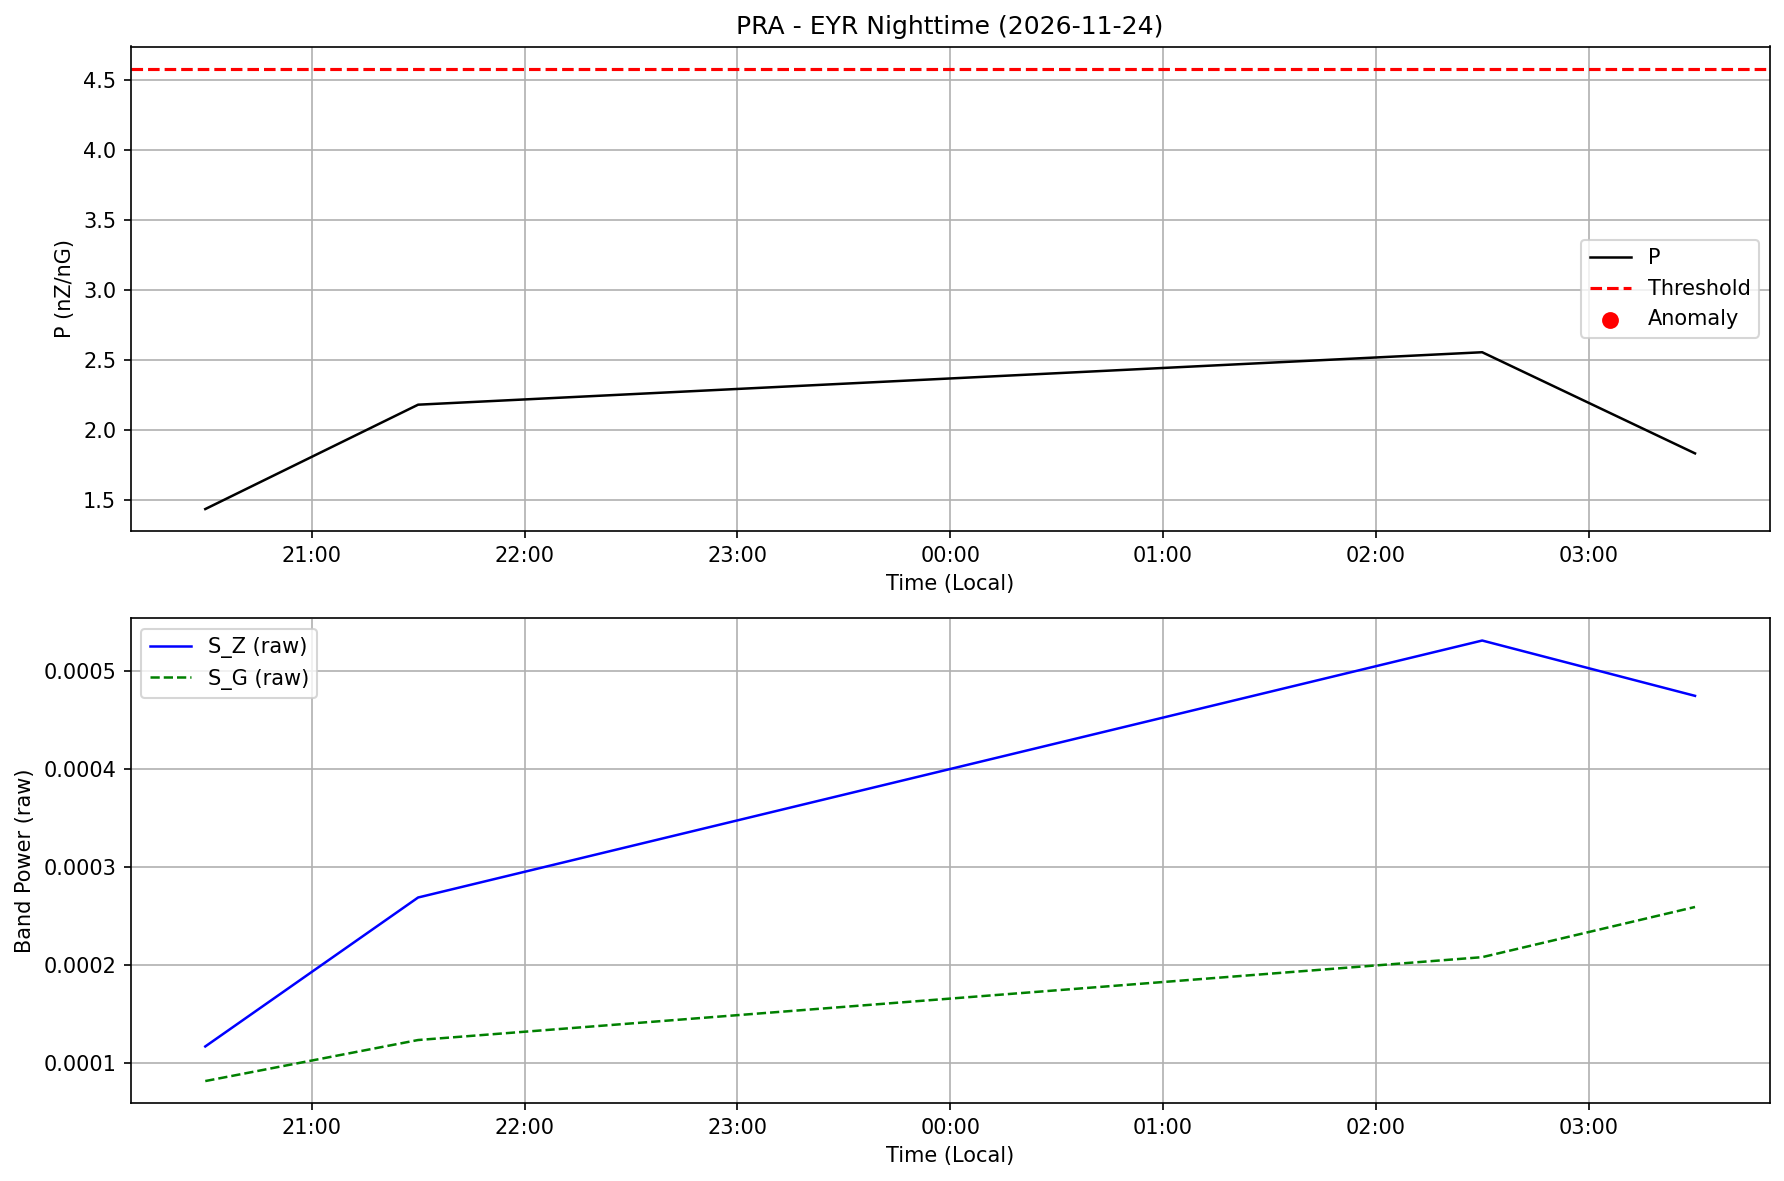 PRA - EYR Nighttime (2026-11-24)
P (nZ/nG)
4.5
4.0
3.5
3.0
2.5
2.0
1.5
P
Threshold
Anomaly
21:00 22:00 23:00 00:00 01:00 02:00 03:00
Time (Local)
Band Power (raw)
0.0005
0.0004
0.0003
0.0002
0.0001
S_Z (raw)
S_G (raw)
21:00 22:00 23:00 00:00 01:00 02:00 03:00
Time (Local)